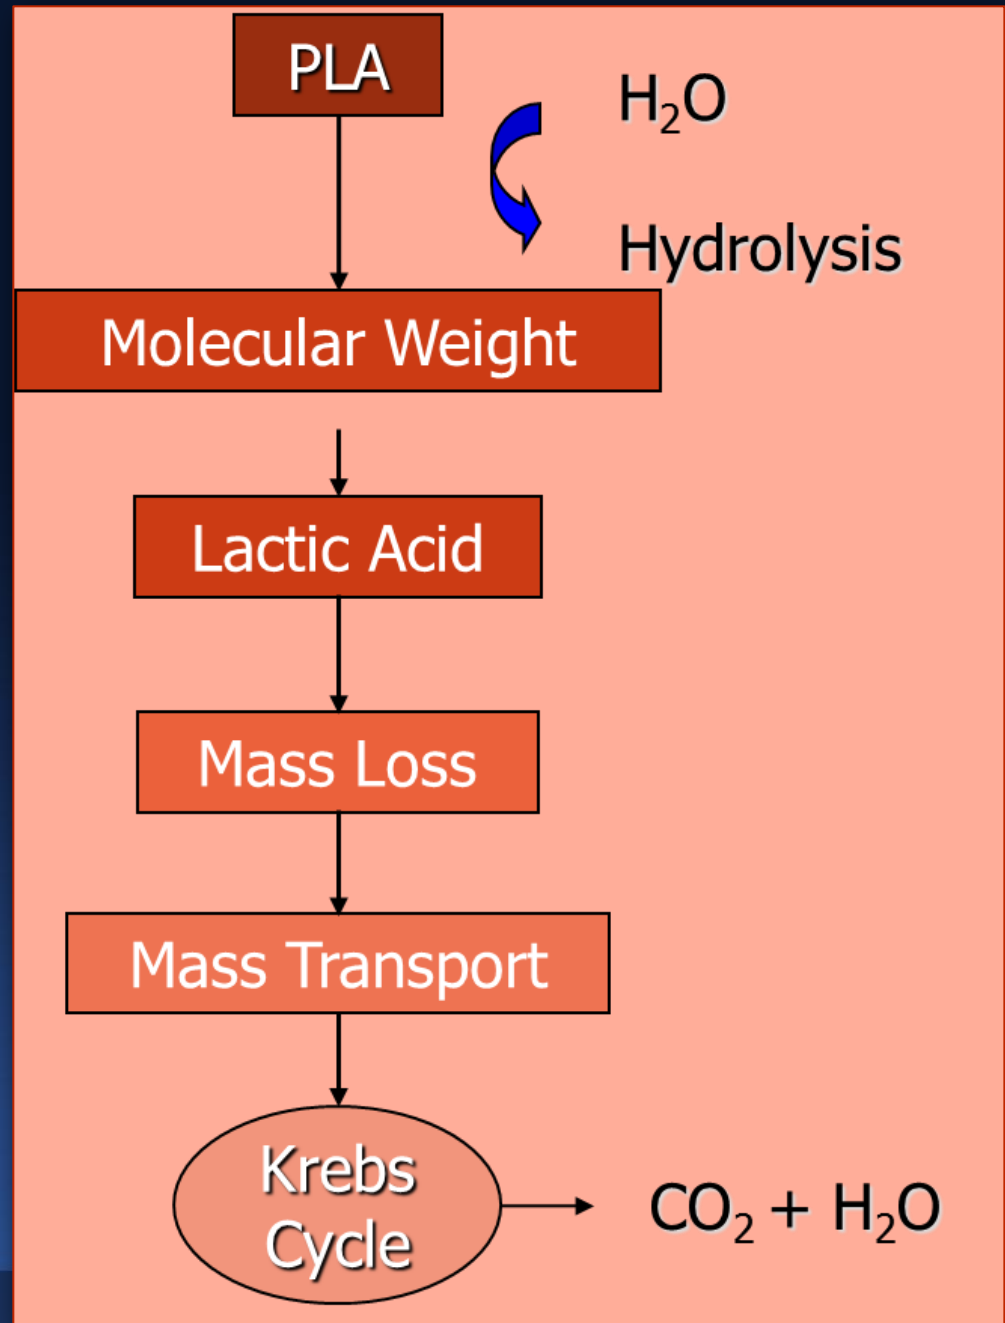 PLA
H₂O
Hydrolysis
Molecular Weight
Lactic Acid
Mass Loss
Mass Transport
Krebs
Cycle
CO₂ + H₂O